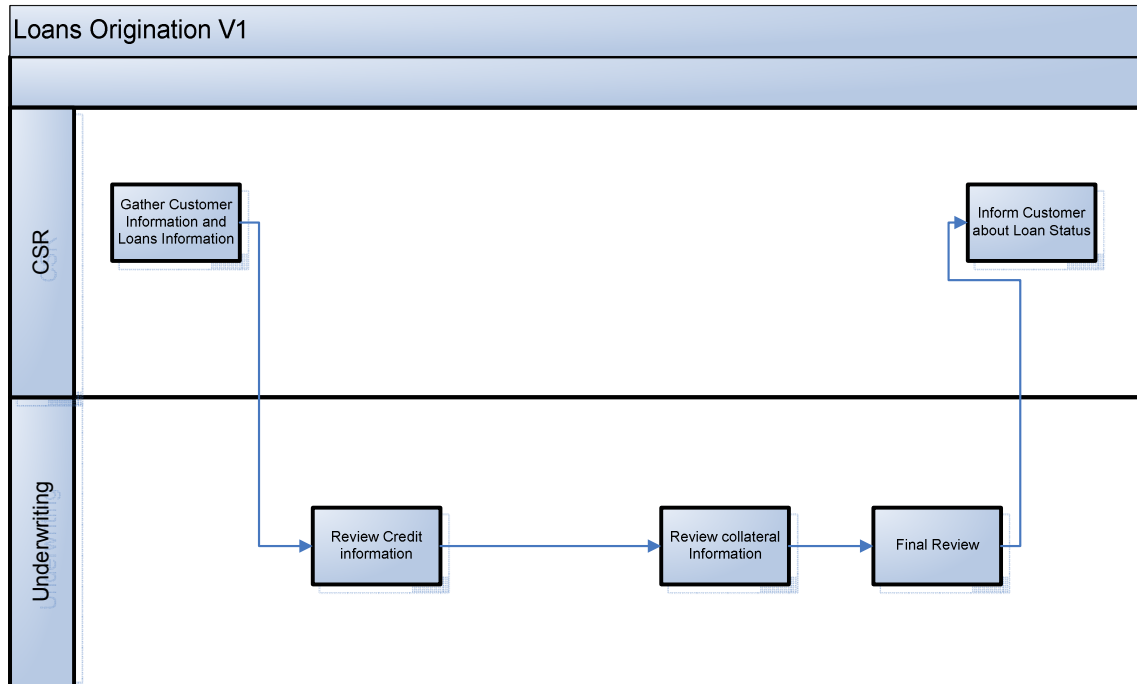 Loans Origination V1
CSR
Gather Customer
Information and
Loans Information
Inform Customer
about Loan Status
Underwriting
Review Credit
information
Review collateral
Information
Final Review